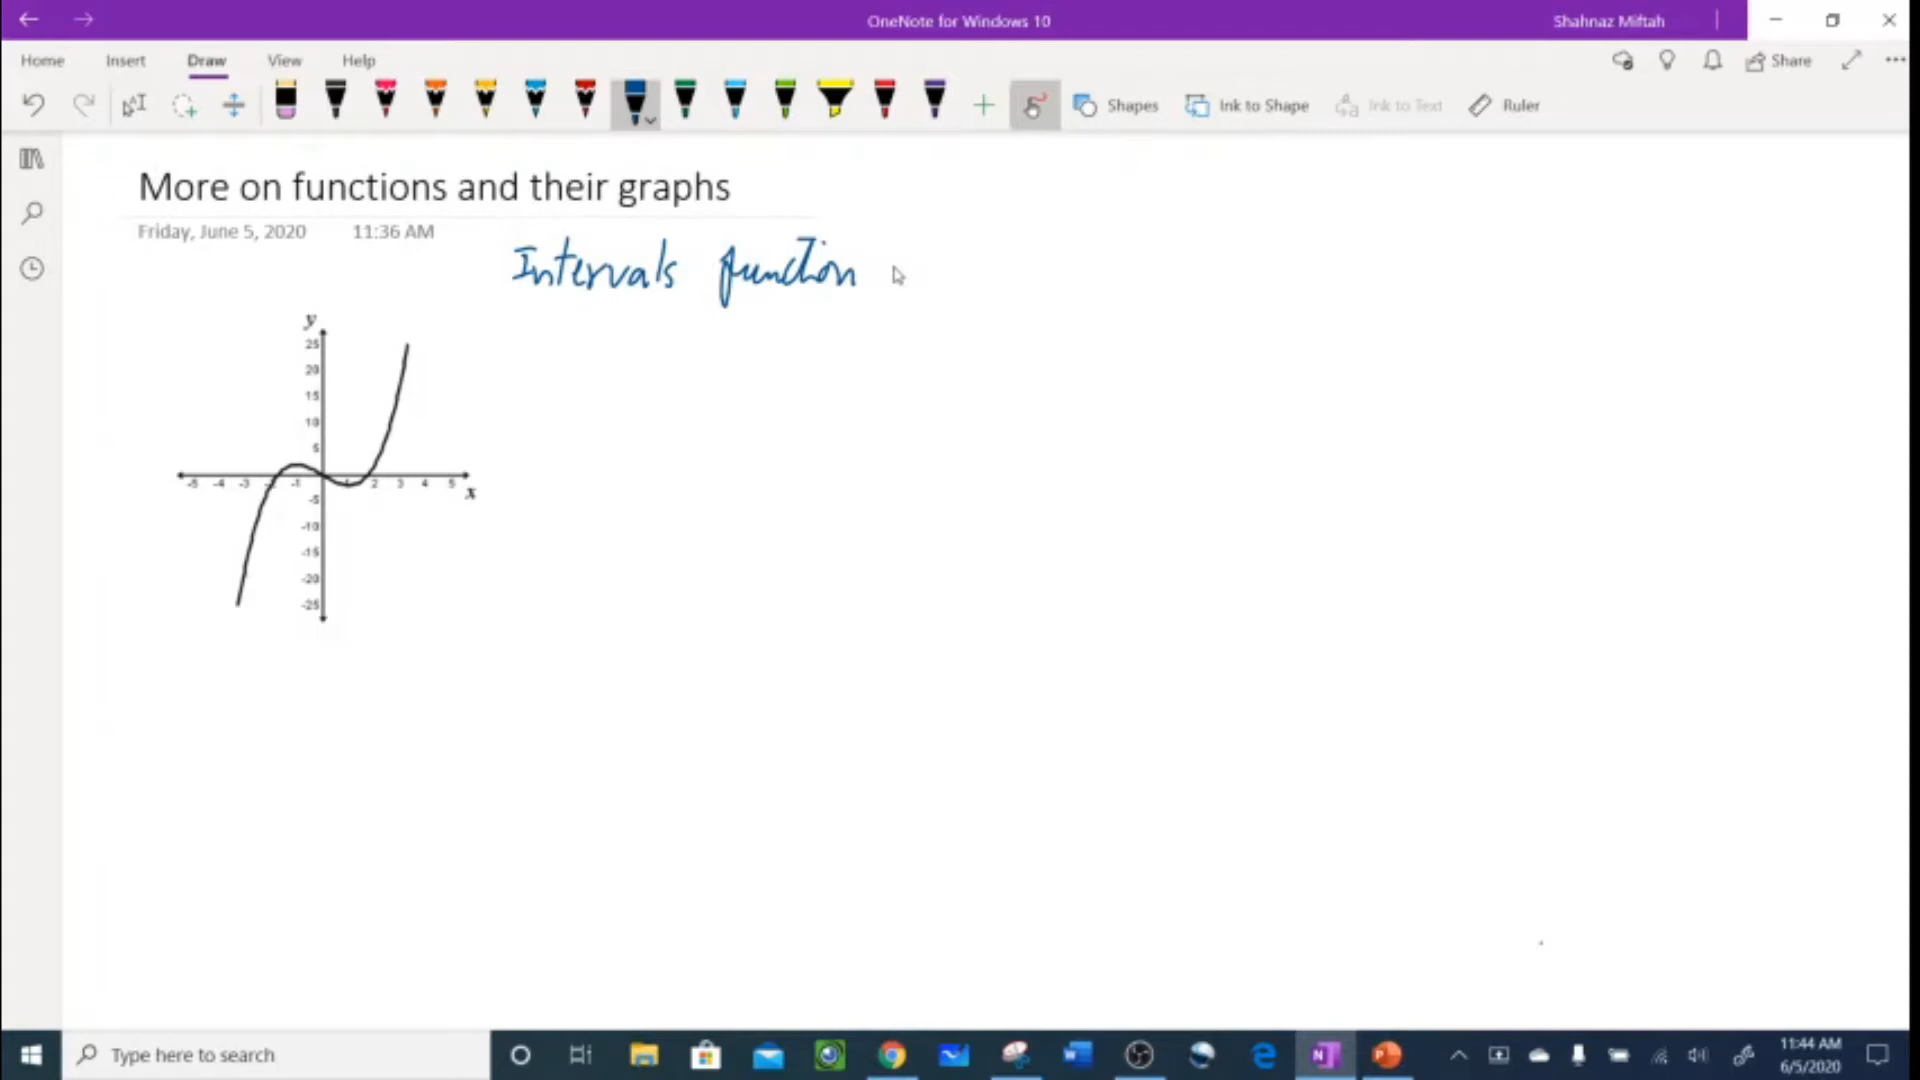 OneNote for Windows 10
Shahnaz Miftah
Home Insert Draw View Help
Share
Shapes Ink to Shape Ink to Text Ruler
More on functions and their graphs
Friday, June 5, 2020 11:36 AM
Intervals function
y
25
20
15
10
5
-5 -4 -3 -1 2 3 4 5
x
-5
-10
-15
-20
-25
Type here to search
11:44 AM
6/5/2020